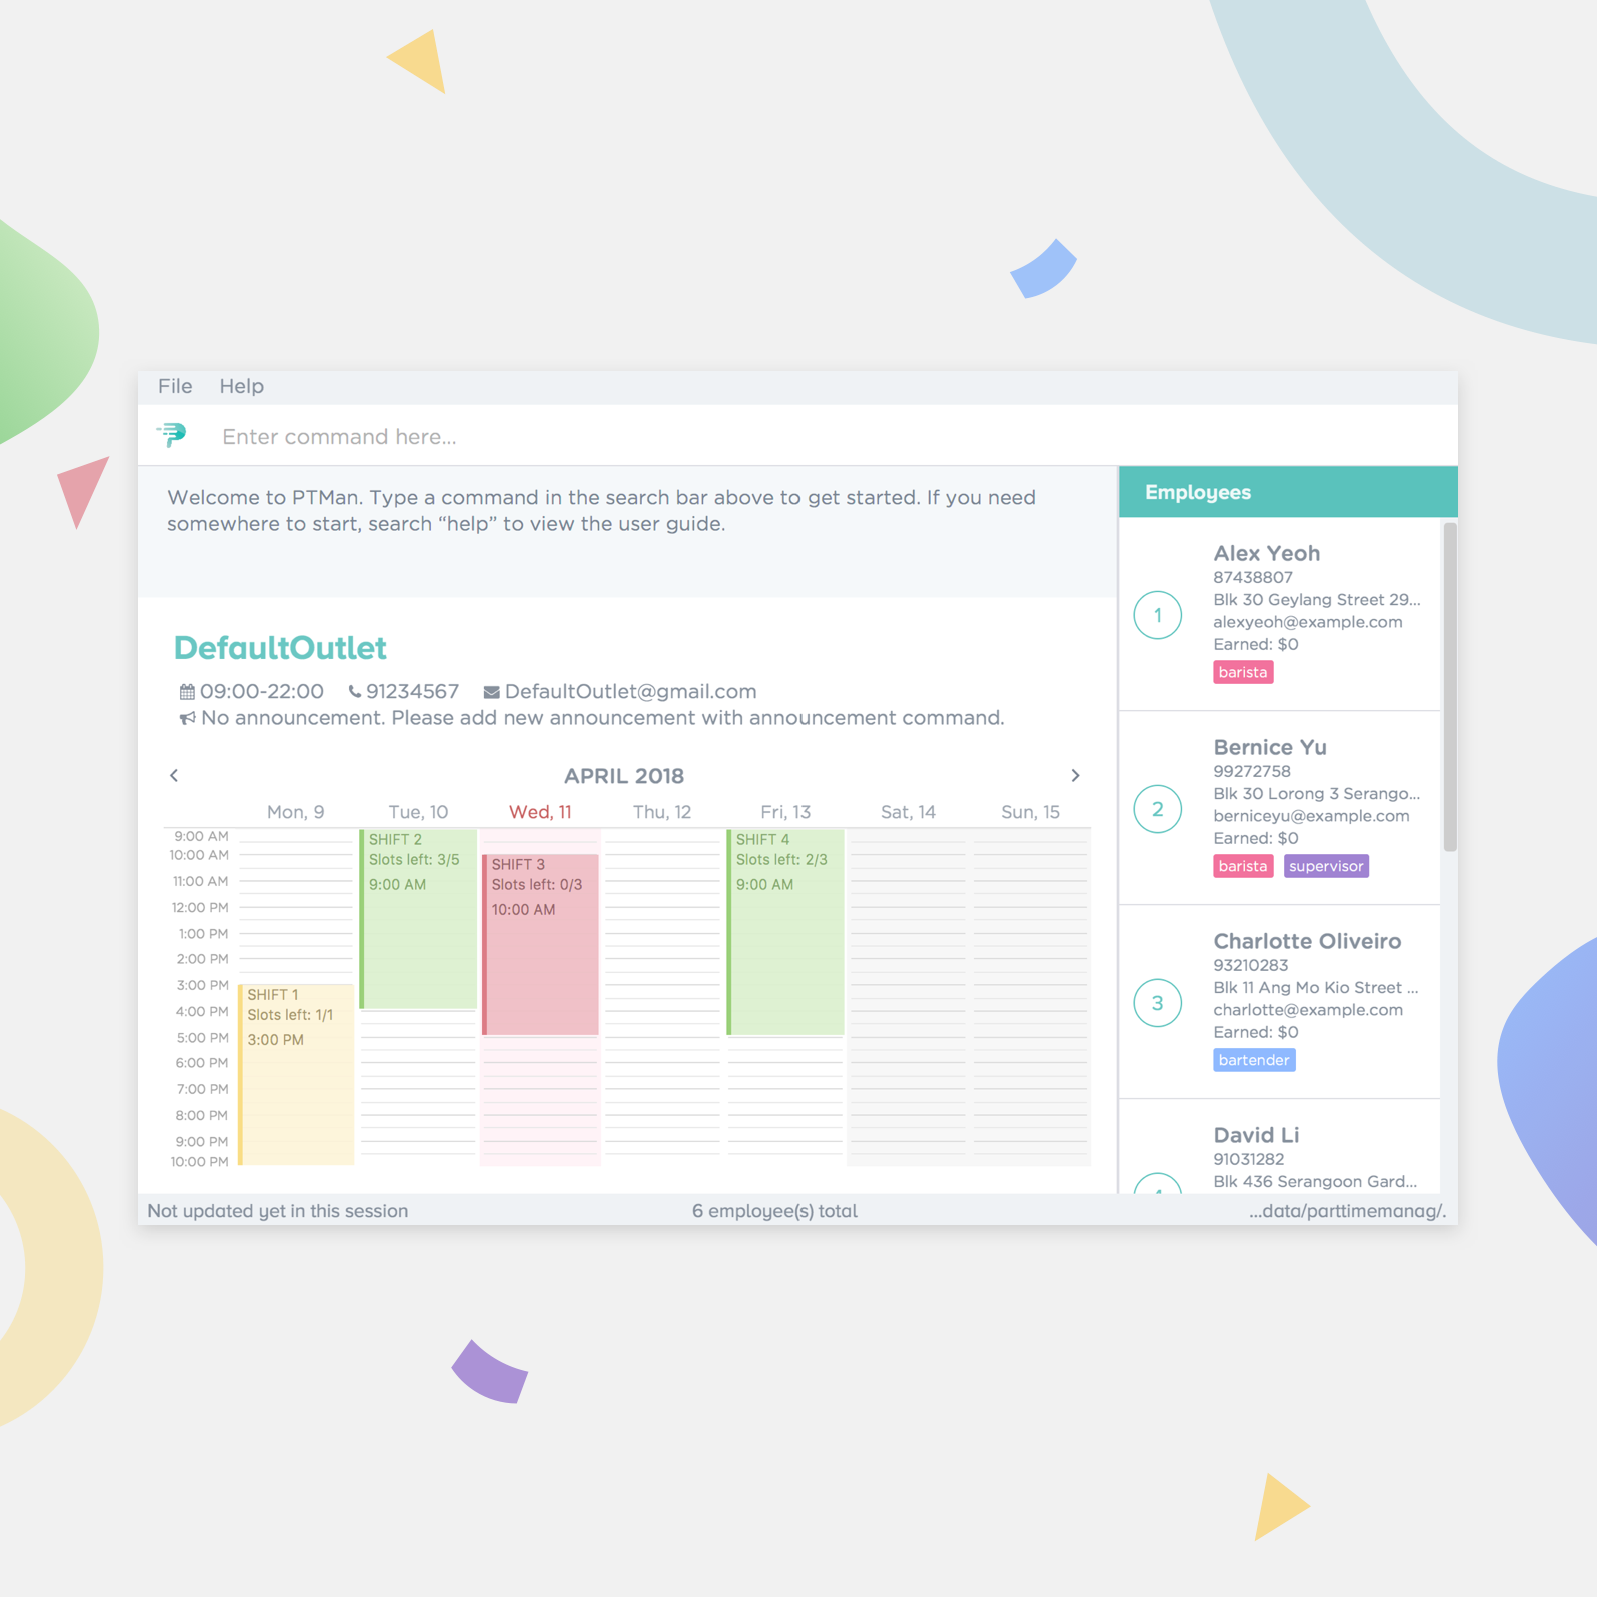 File Help
Enter command here...
Welcome to PTMan. Type a command in the search bar above to get started. If you need
somewhere to start, search “help” to view the user guide.
DefaultOutlet
09:00-22:00 91234567 DefaultOutlet@gmail.com
No announcement. Please add new announcement with announcement command.
APRIL 2018
Mon, 9 Tue, 10 Wed, 11 Thu, 12 Fri, 13 Sat, 14 Sun, 15
9:00 AM
10:00 AM
11:00 AM
12:00 PM
1:00 PM
2:00 PM
3:00 PM
4:00 PM
5:00 PM
6:00 PM
7:00 PM
8:00 PM
9:00 PM
10:00 PM
SHIFT 1
Slots left: 1/1
3:00 PM
SHIFT 2
Slots left: 3/5
9:00 AM
SHIFT 3
Slots left: 0/3
10:00 AM
SHIFT 4
Slots left: 2/3
9:00 AM
Employees
1
Alex Yeoh
87438807
Blk 30 Geylang Street 29...
alexyeoh@example.com
Earned: $0
barista
2
Bernice Yu
99272758
Blk 30 Lorong 3 Serango...
berniceyu@example.com
Earned: $0
barista supervisor
3
Charlotte Oliveiro
93210283
Blk 11 Ang Mo Kio Street ...
charlotte@example.com
Earned: $0
bartender
David Li
91031282
Blk 436 Serangoon Gard...
Not updated yet in this session 6 employee(s) total ...data/parttimemanag/.